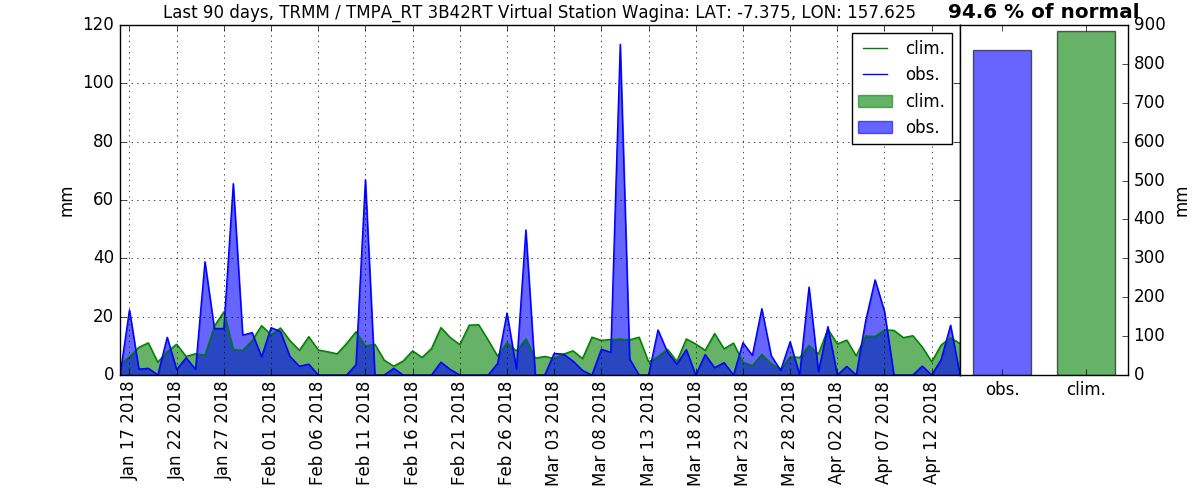 Last 90 days, TRMM / TMPA_RT 3B42RT Virtual Station Wagina: LAT: -7.375, LON: 157.625
94.6 % of normal
mm
120
100
80
60
40
20
0
clim.
obs.
clim.
obs.
900
800
700
600
500
400
300
200
100
0
mm
Jan 17 2018
Jan 22 2018
Jan 27 2018
Feb 01 2018
Feb 06 2018
Feb 11 2018
Feb 16 2018
Feb 21 2018
Feb 26 2018
Mar 03 2018
Mar 08 2018
Mar 13 2018
Mar 18 2018
Mar 23 2018
Mar 28 2018
Apr 02 2018
Apr 07 2018
Apr 12 2018
obs.
clim.